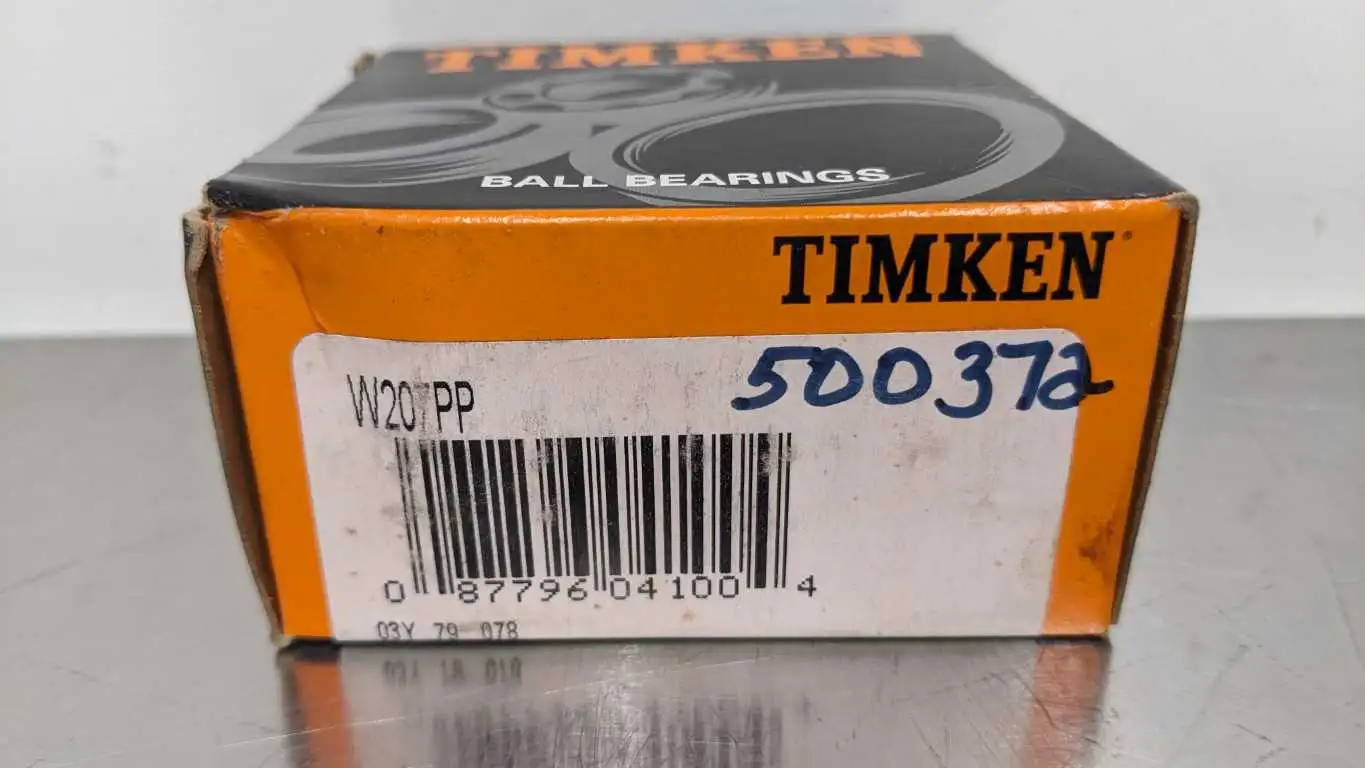 TIMKEN
BALL BEARINGS
TIMKEN®
W207PP
500372
0 87796 04100 4
03Y 79 078